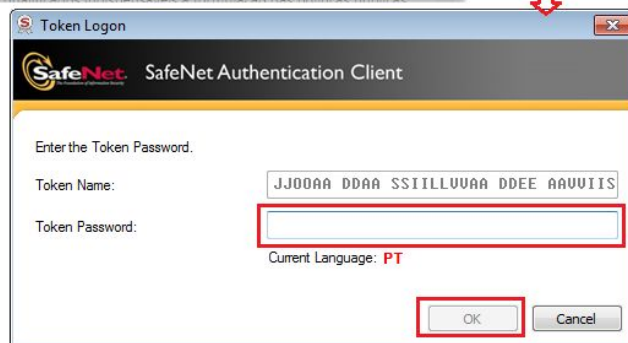 Token Logon
SafeNet. SafeNet Authentication Client
Enter the Token Password.
Token Name: JJOOAA DDAA SSIILLVVAA DDEE AAVVIIS
Token Password:
Current Language: PT
OK Cancel